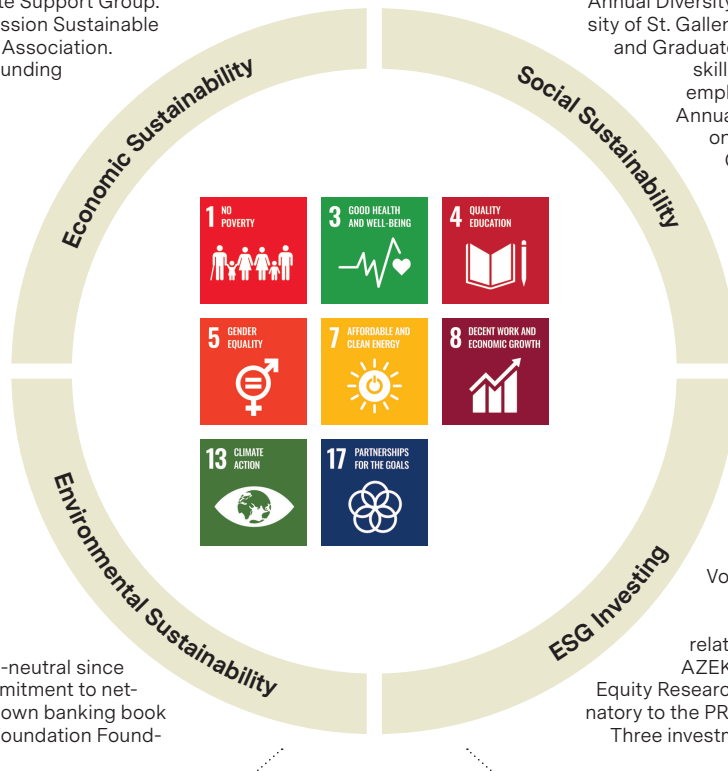 te Support Group.
ssion Sustainable
Association.
unding
Annual Diversity
sity of St. Gallen
and Graduate
skill
empl
Annua
on
Economic Sustainability
Social Sustainability
1 NO
POVERTY
3 GOOD HEALTH
AND WELL-BEING
4 QUALITY
EDUCATION
5 GENDER
EQUALITY
7 AFFORDABLE AND
CLEAN ENERGY
8 DECENT WORK AND
ECONOMIC GROWTH
13 CLIMATE
ACTION
17 PARTNERSHIPS
FOR THE GOALS
Environmental Sustainability
ESG Investing
-neutral since
mitment to net-
own banking book
oundation Found-
Vo
relat
AZEK
Equity Researc
natory to the PR
Three investm